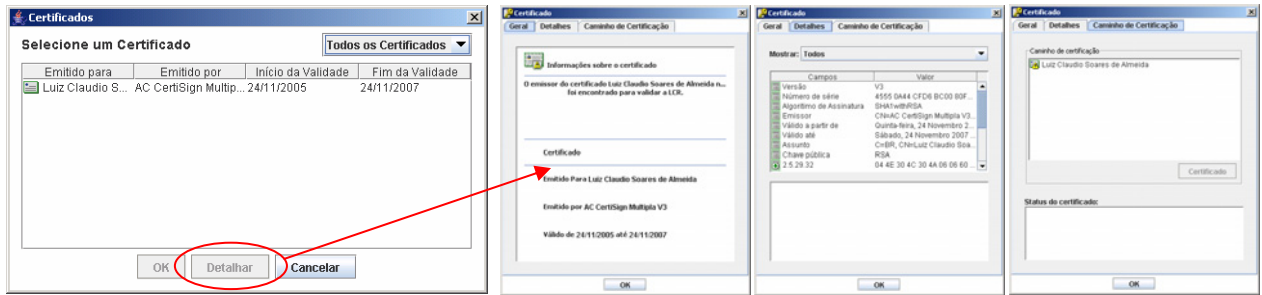 Certificados
Selecione um Certificado
Todos os Certificados
Emitido para Emitido por Início da Validade Fim da Validade
Luiz Claudio S... AC CertiSign Multip... 24/11/2005 24/11/2007
OK Detalhar Cancelar
Certificado
Geral Detalhes Caminho de Certificação
Informações sobre o certificado
O emissor do certificado Luiz Claudio Soares de Almeida n...
foi encontrado para validar a LCR.
Certificado
Emitido Para Luiz Claudio Soares de Almeida
Emitido por AC CertiSign Multipla V3
Válido de 24/11/2005 até 24/11/2007
OK
Certificado
Geral Detalhes Caminho de Certificação
Mostrar: Todos
Campos Valor
Versão V3
Número de série 4555 0A44 CFD6 BC00 80F...
Algoritimo de Assinatura SHA1withRSA
Emissor CN=AC CertiSign Multipla V3...
Válido a partir de Quinta-feira, 24 Novembro 2...
Válido até Sábado, 24 Novembro 2007 ...
Assunto C=BR, CN=Luiz Claudio Soa...
Chave pública RSA
2.5.29.32 04 4E 30 4C 30 4A 06 06 60 ...
OK
Certificado
Geral Detalhes Caminho de Certificação
Caminho de certificação
Luiz Claudio Soares de Almeida
Certificado
Status do certificado:
OK